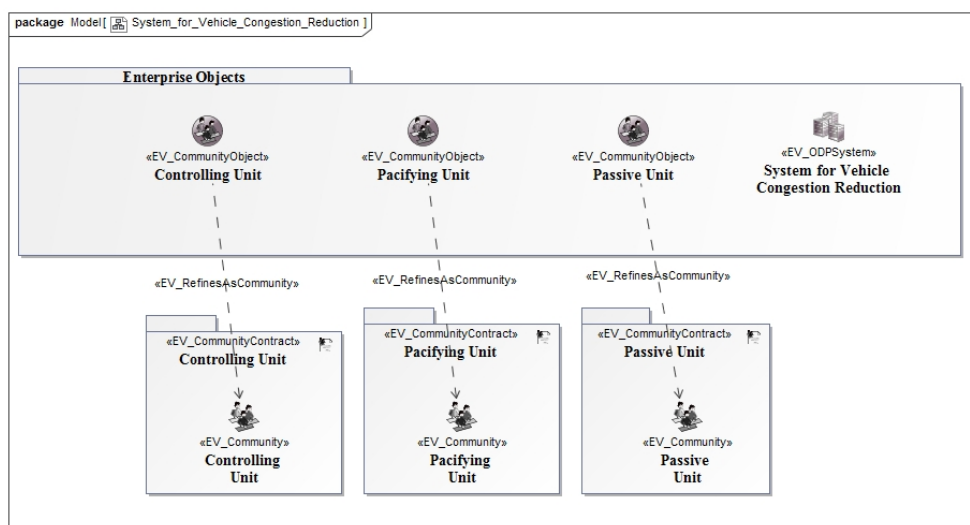 package Model[ System_for_Vehicle_Congestion_Reduction ]
Enterprise Objects
«EV_CommunityObject»
Controlling Unit
«EV_CommunityObject»
Pacifying Unit
«EV_CommunityObject»
Passive Unit
«EV_ODPSystem»
System for Vehicle
Congestion Reduction
«EV_RefinesAsCommunity»
«EV_RefinesAsCommunity»
«EV_RefinesAsCommunity»
«EV_CommunityContract»
Controlling Unit
«EV_Community»
Controlling
Unit
«EV_CommunityContract»
Pacifying Unit
«EV_Community»
Pacifying
Unit
«EV_CommunityContract»
Passive Unit
«EV_Community»
Passive
Unit